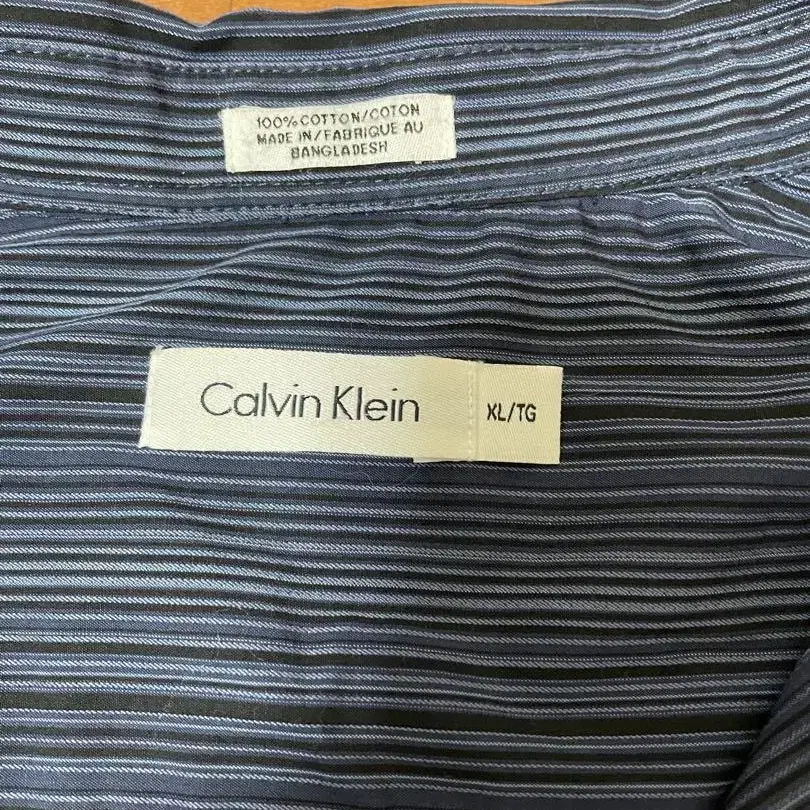 100% COTTON/COTON
MADE IN/FABRIQUE AU
BANGLADESH
Calvin Klein
XL/TG